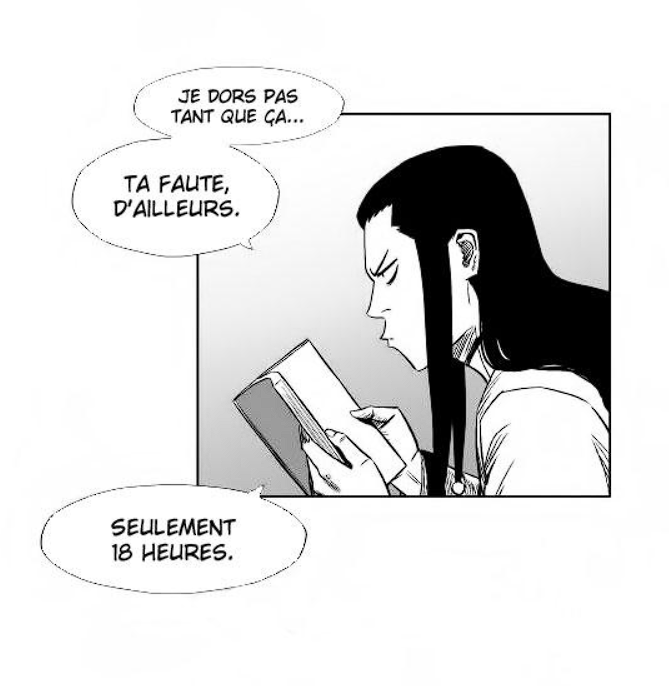 JE DORS PAS
TANT QUE ÇA...
TA FAUTE,
D'AILLEURS.
SEULEMENT
18 HEURES.